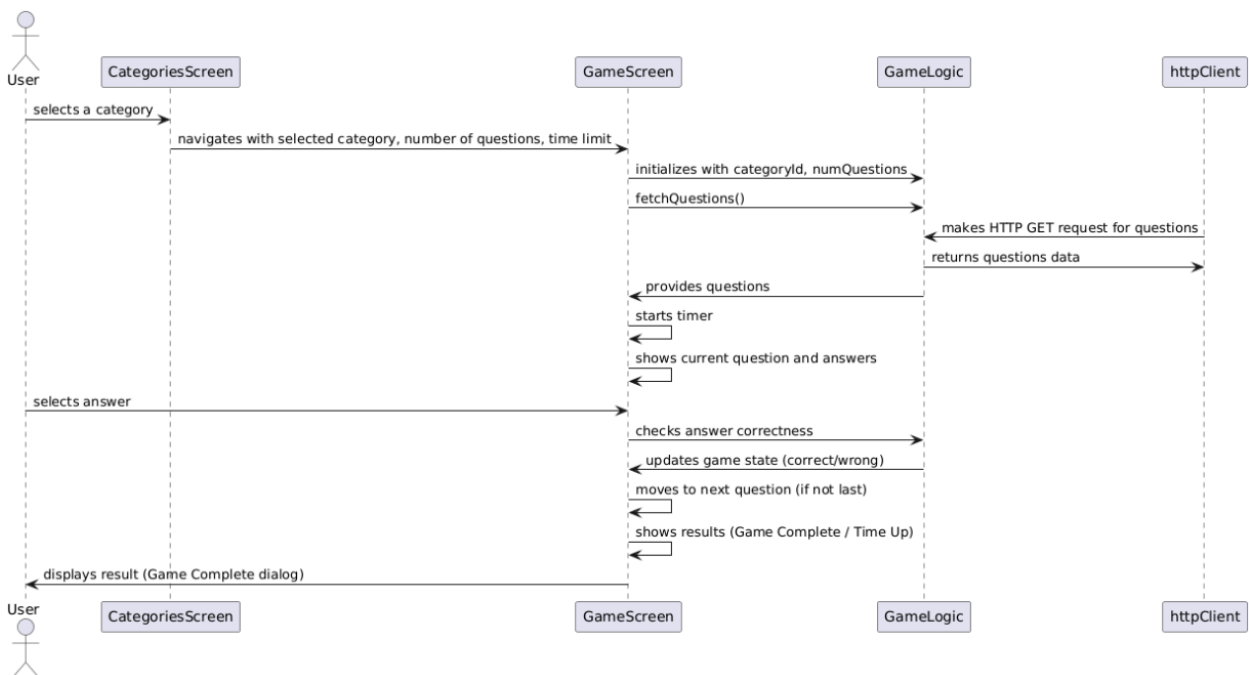 User
CategoriesScreen
GameScreen
GameLogic
httpClient
selects a category
navigates with selected category, number of questions, time limit
initializes with categoryId, numQuestions
fetchQuestions()
makes HTTP GET request for questions
returns questions data
provides questions
starts timer
shows current question and answers
selects answer
checks answer correctness
updates game state (correct/wrong)
moves to next question (if not last)
shows results (Game Complete / Time Up)
displays result (Game Complete dialog)
User
CategoriesScreen
GameScreen
GameLogic
httpClient